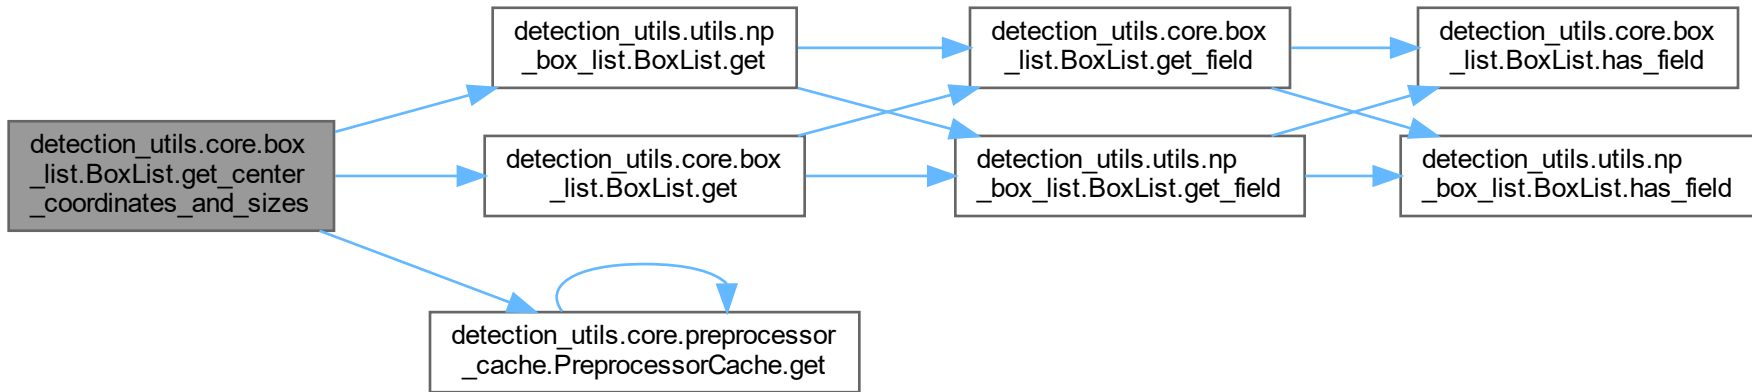 detection_utils.core.box
_list.BoxList.get_center
_coordinates_and_sizes
detection_utils.utils.np
_box_list.BoxList.get
detection_utils.core.box
_list.BoxList.get_field
detection_utils.core.box
_list.BoxList.has_field
detection_utils.core.box
_list.BoxList.get
detection_utils.utils.np
_box_list.BoxList.get_field
detection_utils.utils.np
_box_list.BoxList.has_field
detection_utils.core.preprocessor
_cache.PreprocessorCache.get